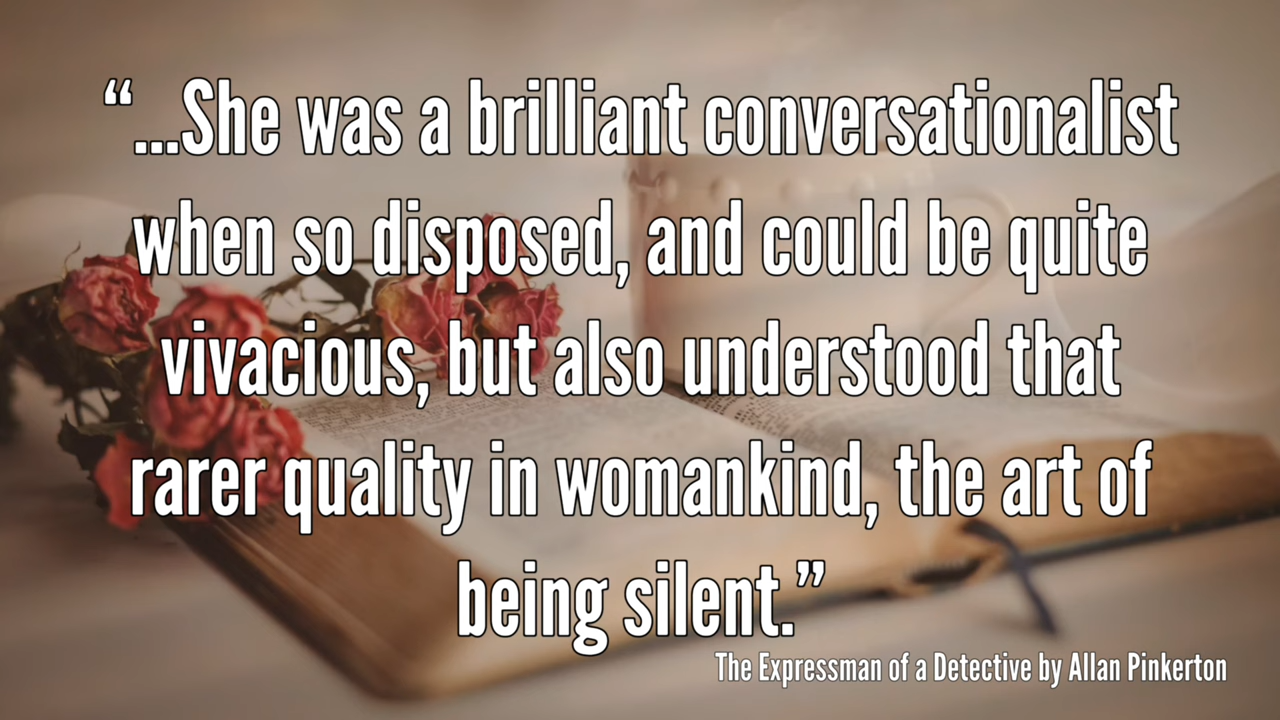 “...She was a brilliant conversationalist
when so disposed, and could be quite
vivacious, but also understood that
rarer quality in womankind, the art of
being silent.”
The Expressman of a Detective by Allan Pinkerton